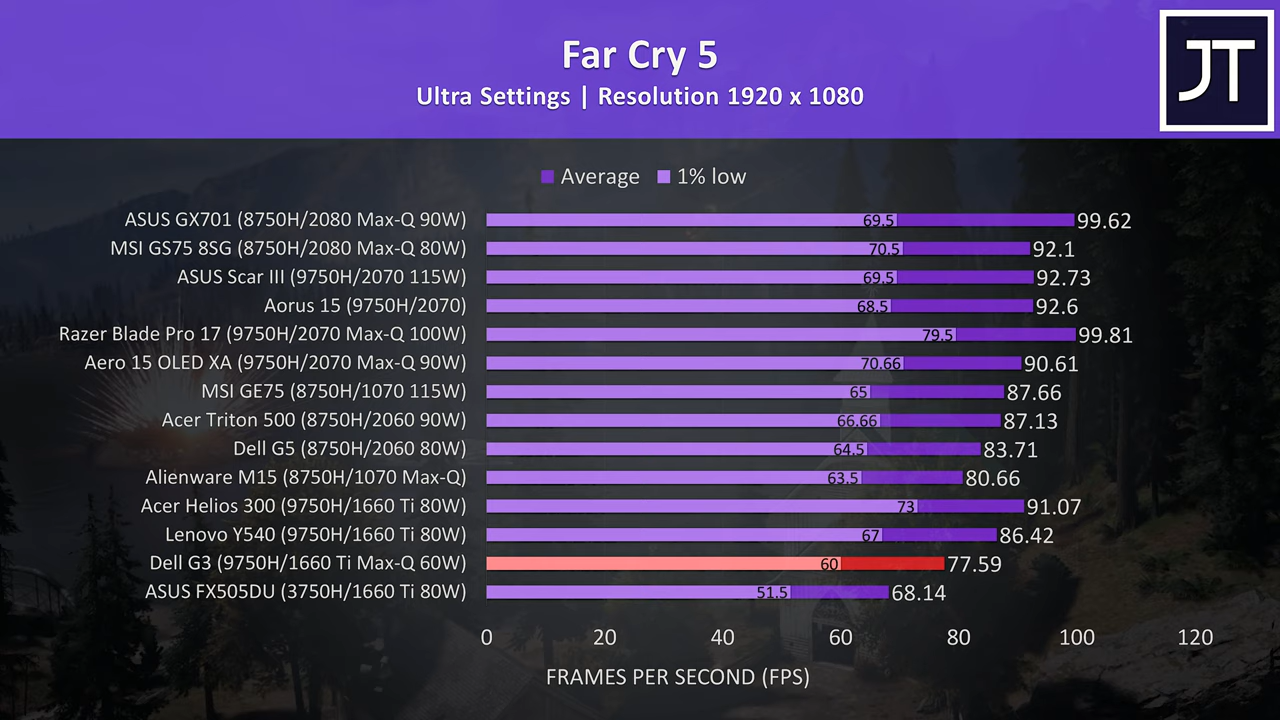 Far Cry 5
Ultra Settings | Resolution 1920 x 1080
JT
Average 1% low
ASUS GX701 (8750H/2080 Max-Q 90W) 69.5 99.62
MSI GS75 8SG (8750H/2080 Max-Q 80W) 70.5 92.1
ASUS Scar III (9750H/2070 115W) 69.5 92.73
Aorus 15 (9750H/2070) 68.5 92.6
Razer Blade Pro 17 (9750H/2070 Max-Q 100W) 79.5 99.81
Aero 15 OLED XA (9750H/2070 Max-Q 90W) 70.66 90.61
MSI GE75 (8750H/1070 115W) 65 87.66
Acer Triton 500 (8750H/2060 90W) 66.66 87.13
Dell G5 (8750H/2060 80W) 64.5 83.71
Alienware M15 (8750H/1070 Max-Q) 63.5 80.66
Acer Helios 300 (9750H/1660 Ti 80W) 73 91.07
Lenovo Y540 (9750H/1660 Ti 80W) 67 86.42
Dell G3 (9750H/1660 Ti Max-Q 60W) 60 77.59
ASUS FX505DU (3750H/1660 Ti 80W) 51.5 68.14
0 20 40 60 80 100 120
FRAMES PER SECOND (FPS)